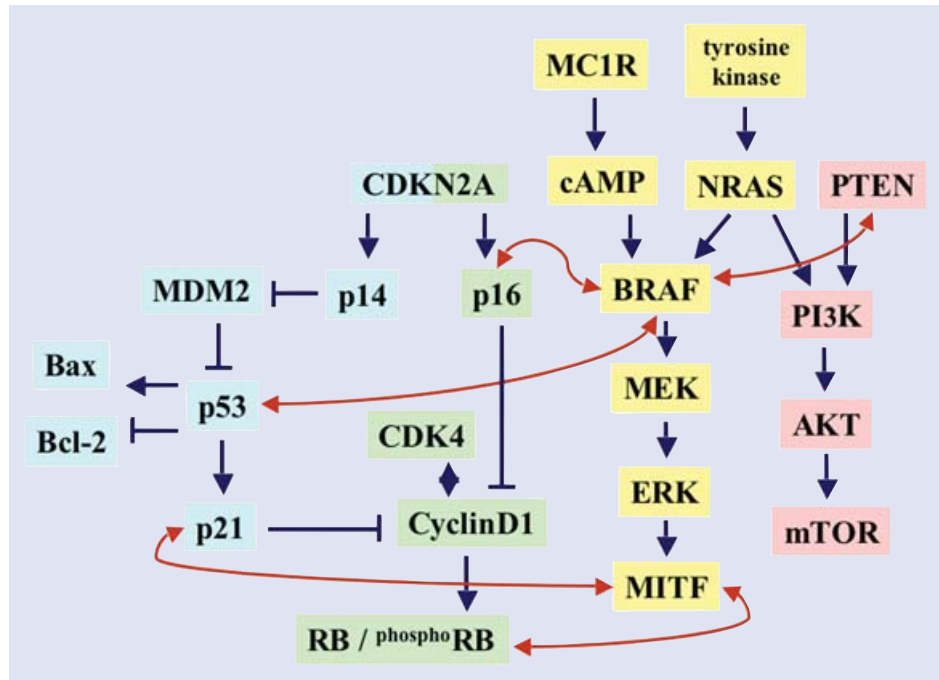 tyrosine
kinase
MC1R
CDKN2A
cAMP
NRAS
PTEN
MDM2
p14
p16
BRAF
PI3K
Bax
p53
MEK
Bcl-2
CDK4
AKT
ERK
p21
CyclinD1
mTOR
MITF
RB / phosphoRB